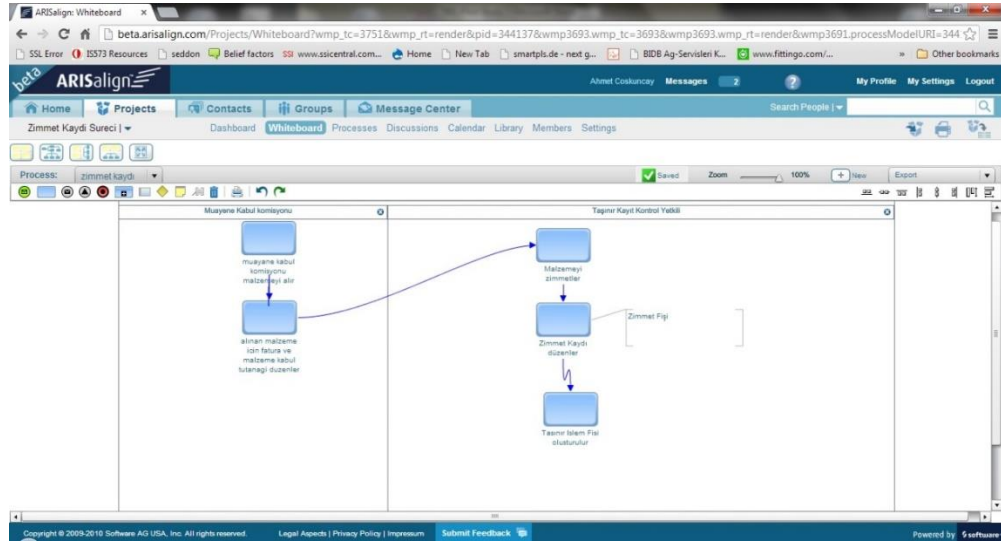 ARISalign: Whiteboard
beta.arisalign.com/Projects/Whiteboard?wmp_tc=3751&wmp_rt=render&pid=344137&wmp3693.wmp_tc=3693&wmp3693.wmp_rt=render&wmp3691.processModelURI=344
SSL Error IS573 Resources seddon Belief factors www.ssicentral.com... Home New Tab smartpls.de - next g... BIDB Ag-Servisleri K... www.fittingo.com/... » Other bookmarks
beta ARISalign
Ahmet Coskuncay Messages 2 ? My Profile My Settings Logout
Home Projects Contacts Groups Message Center Search People
Zimmet Kaydi Sureci Dashboard Whiteboard Processes Discussions Calendar Library Members Settings
Process: zimmet kaydı Saved Zoom 100% + New Export
Muayene Kabul komisyonu
Taşınır Kayıt Kontrol Yetkili
muayane kabul
komisyonu
malzemeyi alır
alınan malzeme
icin fatura ve
malzeme kabul
tutanagi duzenler
Malzemeyi
zimmetler
Zimmet Kaydı
düzenler
Zimmet Fişi
Tasınır Islem Fisi
olusturulur
Copyright © 2009-2010 Software AG USA, Inc. All rights reserved. Legal Aspects | Privacy Policy | Impressum Submit Feedback Powered by software